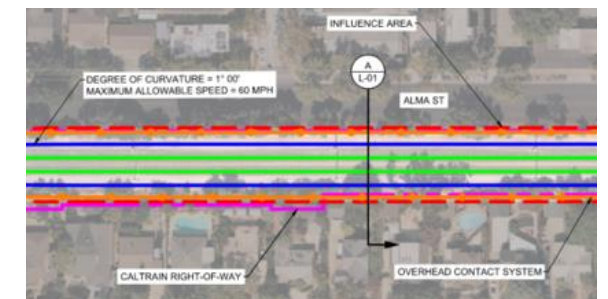 INFLUENCE AREA
A
L-01
DEGREE OF CURVATURE = 1° 00'
MAXIMUM ALLOWABLE SPEED = 60 MPH
ALMA ST
CALTRAIN RIGHT-OF-WAY
OVERHEAD CONTACT SYSTEM